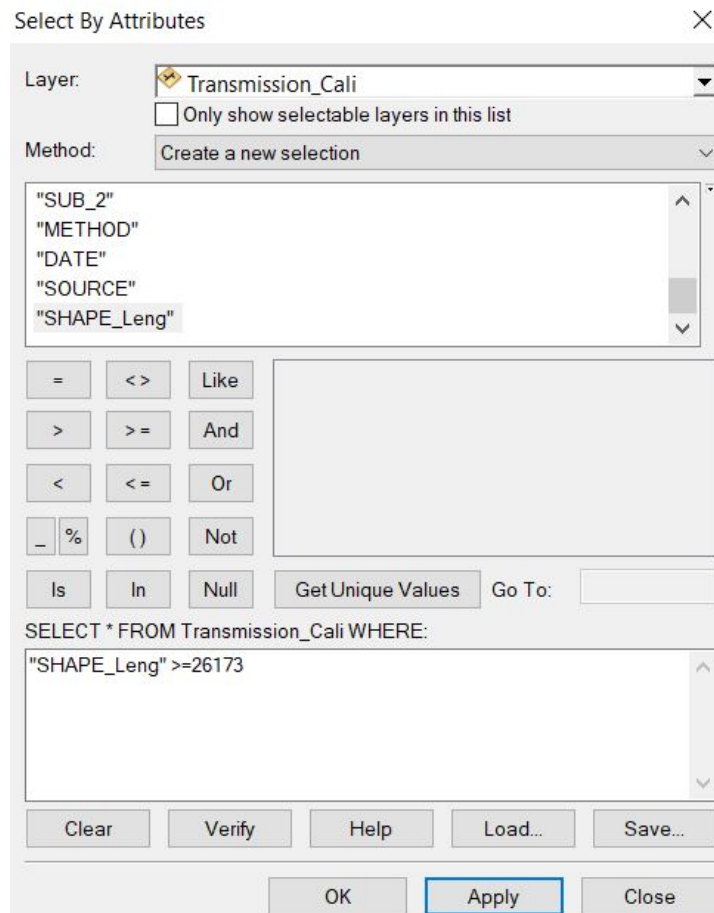 Select By Attributes
Layer: Transmission_Cali
Only show selectable layers in this list
Method: Create a new selection
"SUB_2"
"METHOD"
"DATE"
"SOURCE"
"SHAPE_Leng"
= < > Like
> > = And
< < = Or
_ % ( ) Not
Is In Null Get Unique Values Go To:
SELECT * FROM Transmission_Cali WHERE:
"SHAPE_Leng" >=26173
Clear Verify Help Load... Save...
OK Apply Close